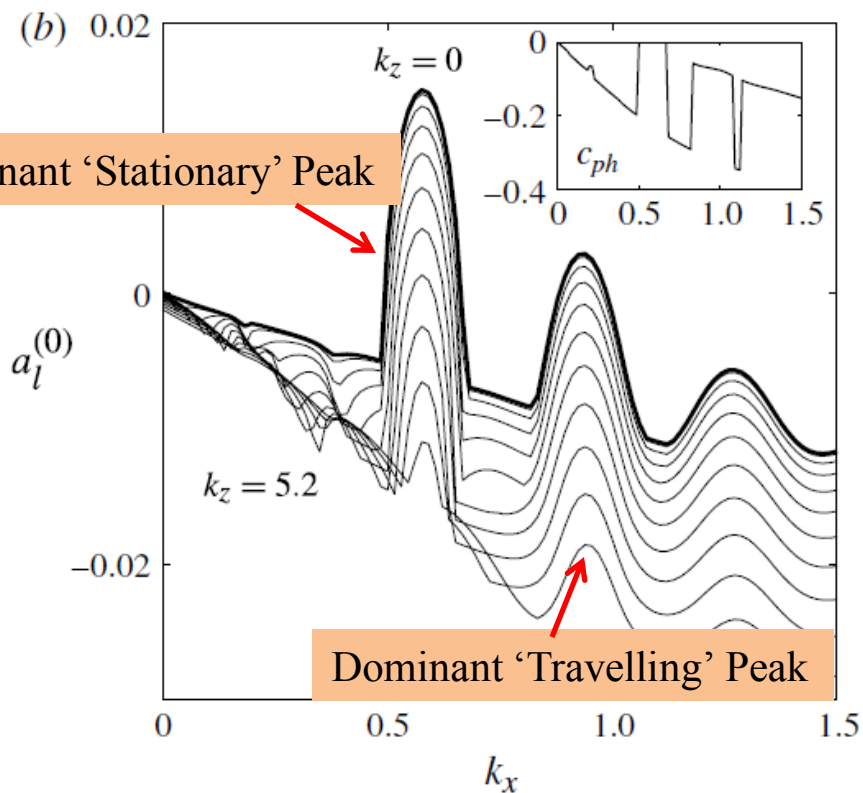 (b)
0.02
0
−0.02
a_l^(0)
k_z = 0
k_z = 5.2
‘Stationary’ Peak
Dominant ‘Travelling’ Peak
0
−0.2
−0.4
c_ph
0 0.5 1.0 1.5
0 0.5 1.0 1.5
k_x